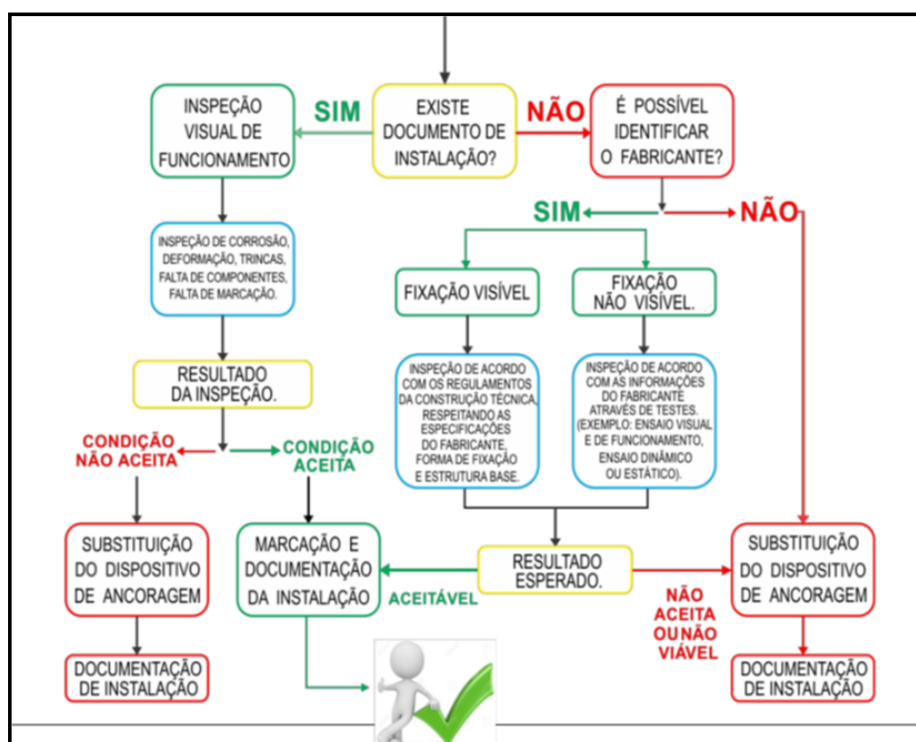 INSPEÇÃO
VISUAL DE
FUNCIONAMENTO
SIM
EXISTE
DOCUMENTO DE
INSTALAÇÃO?
NÃO
É POSSÍVEL
IDENTIFICAR
O FABRICANTE?
SIM
NÃO
INSPEÇÃO DE CORROSÃO,
DEFORMAÇÃO, TRINCAS,
FALTA DE COMPONENTES,
FALTA DE MARCAÇÃO.
FIXAÇÃO VISÍVEL
FIXAÇÃO
NÃO VISÍVEL.
RESULTADO
DA INSPEÇÃO.
INSPEÇÃO DE ACORDO
COM OS REGULAMENTOS
DA CONSTRUÇÃO TÉCNICA,
RESPEITANDO AS
ESPECIFICAÇÕES
DO FABRICANTE,
FORMA DE FIXAÇÃO
E ESTRUTURA BASE.
INSPEÇÃO DE ACORDO
COM AS INFORMAÇÕES
DO FABRICANTE
ATRAVÉS DE TESTES.
(EXEMPLO: ENSAIO VISUAL
E DE FUNCIONAMENTO,
ENSAIO DINÂMICO
OU ESTÁTICO).
CONDIÇÃO
NÃO ACEITA
CONDIÇÃO
ACEITA
SUBSTITUIÇÃO
DO DISPOSITIVO
DE ANCORAGEM
MARCAÇÃO E
DOCUMENTAÇÃO
DA INSTALAÇÃO
ACEITÁVEL
RESULTADO
ESPERADO.
NÃO
ACEITA
OU NÃO
VIÁVEL
SUBSTITUIÇÃO
DO DISPOSITIVO
DE ANCORAGEM
DOCUMENTAÇÃO
DE INSTALAÇÃO
DOCUMENTAÇÃO
DE INSTALAÇÃO